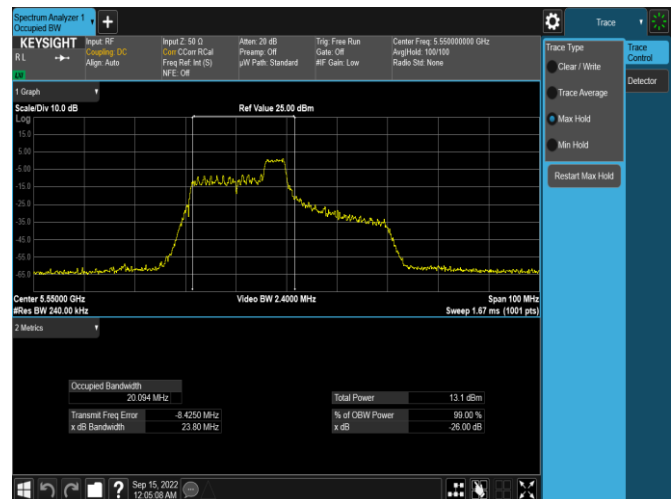 Spectrum Analyzer 1
Occupied BW
Trace
KEYSIGHT
Input: RF
Input Z: 50 Ω
Atten: 20 dB
Trig: Free Run
Center Freq: 5.550000000 GHz
RL
Coupling: DC
Corr CCorr RCal
Preamp: Off
Gate: Off
Avg|Hold: 100/100
Align: Auto
Freq Ref: Int (S)
µW Path: Standard
#IF Gain: Low
Radio Std: None
NFE: Off
Trace Type
Clear / Write
Trace Average
Max Hold
Min Hold
Restart Max Hold
Trace
Control
Detector
1 Graph
Scale/Div 10.0 dB
Ref Value 25.00 dBm
Log
15.0
5.00
-5.00
-15.0
-25.0
-35.0
-45.0
-55.0
-65.0
Center 5.55000 GHz
Video BW 2.4000 MHz
Span 100 MHz
#Res BW 240.00 kHz
Sweep 1.67 ms (1001 pts)
2 Metrics
Occupied Bandwidth
20.094 MHz
Total Power
13.1 dBm
Transmit Freq Error
-8.4250 MHz
% of OBW Power
99.00 %
x dB Bandwidth
23.80 MHz
x dB
-26.00 dB
?
Sep 15, 2022
12:05:08 AM